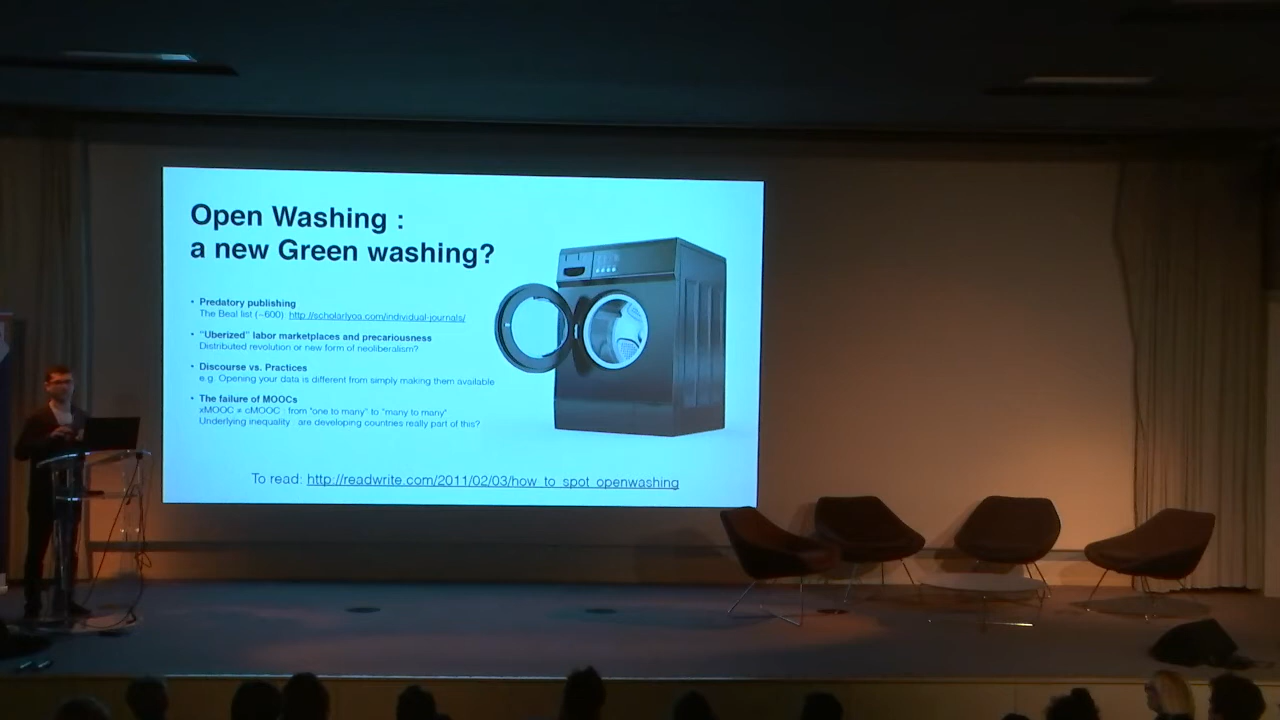 Open Washing :
a new Green washing?
• Predatory publishing
The Beal list (~600) http://scholarlyoa.com/individual-journals/
• "Uberized" labor marketplaces and precariousness
Distributed revolution or new form of neoliberalism?
• Discourse vs. Practices
e.g. Opening your data is different from simply making them available
• The failure of MOOCs
xMOOC ≠ cMOOC : from "one to many" to "many to many"
Underlying inequality : are developing countries really part of this?
To read: http://readwrite.com/2011/02/03/how_to_spot_openwashing